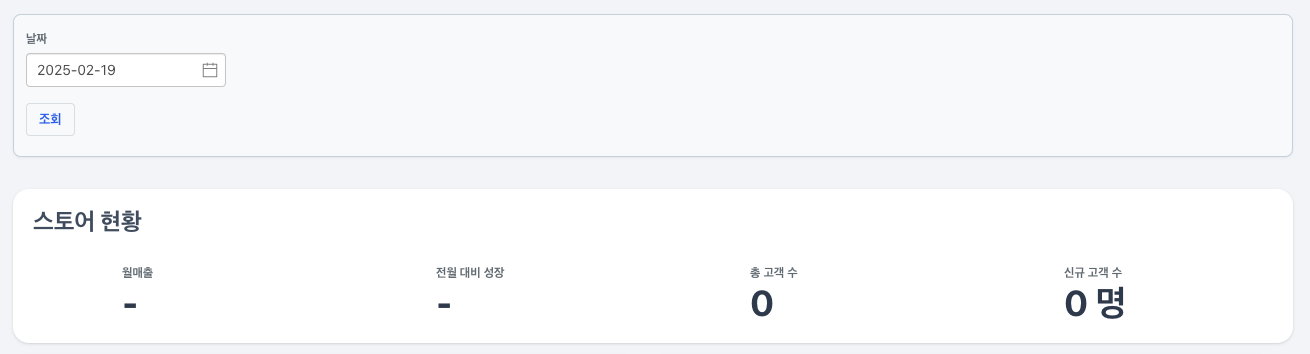 날짜
2025-02-19
조회
스토어 현황
월매출 전월 대비 성장 총 고객 수 신규 고객 수
- - 0 0 명